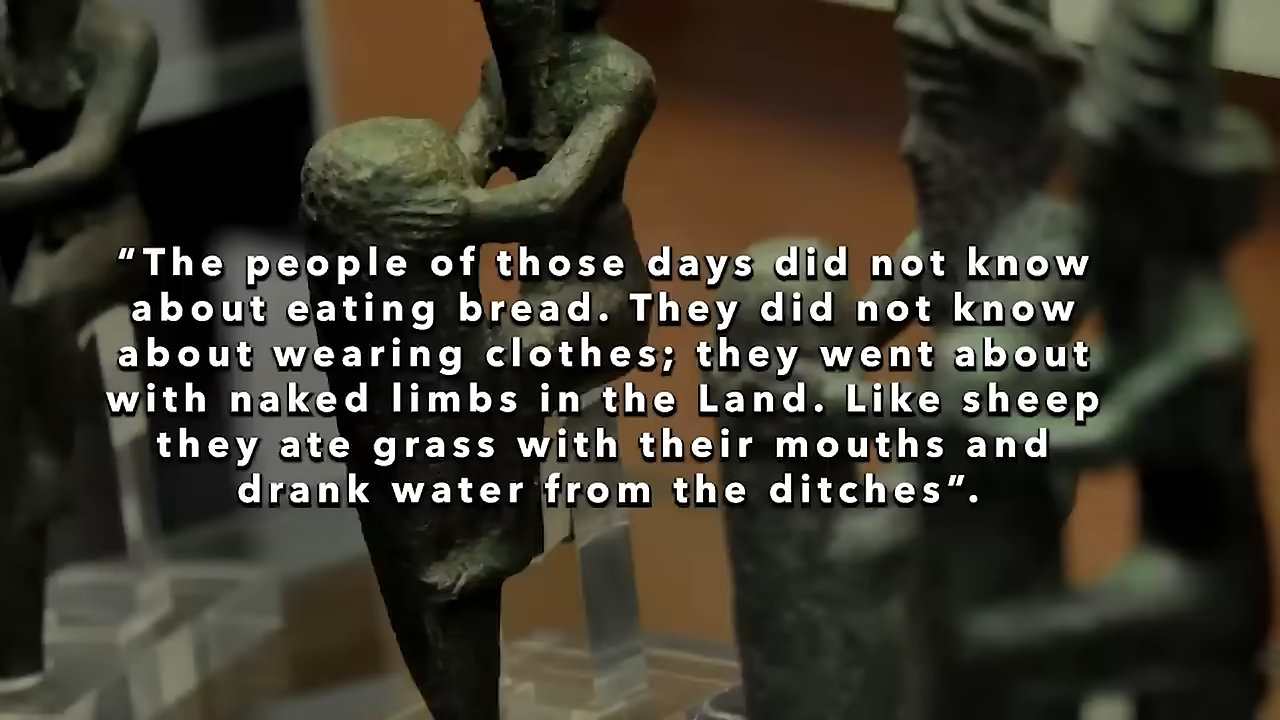 “The people of those days did not know
about eating bread. They did not know
about wearing clothes; they went about
with naked limbs in the Land. Like sheep
they ate grass with their mouths and
drank water from the ditches”.